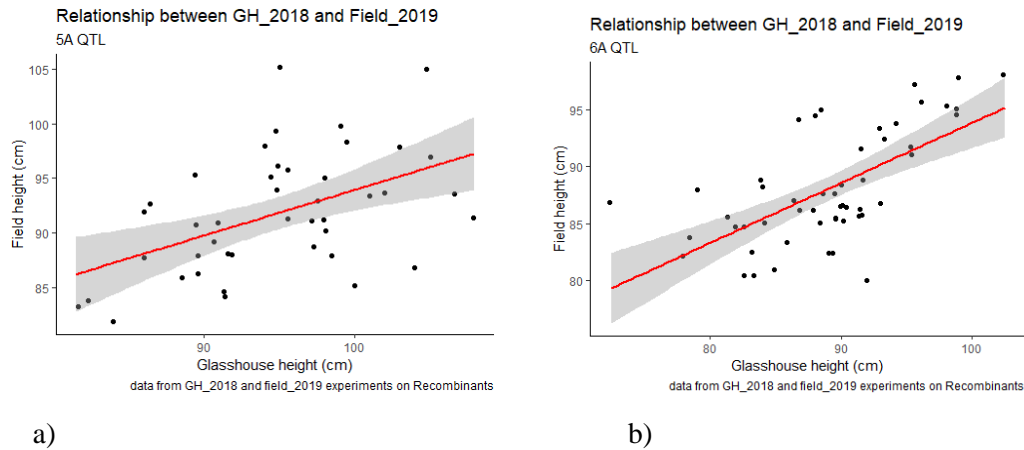 Relationship between GH_2018 and Field_2019
5A QTL
105
100
95
90
85
Field height (cm)
90
100
Glasshouse height (cm)
data from GH_2018 and field_2019 experiments on Recombinants
a)
Relationship between GH_2018 and Field_2019
6A QTL
95
90
85
80
Field height (cm)
80
90
100
Glasshouse height (cm)
data from GH_2018 and field_2019 experiments on Recombinants
b)